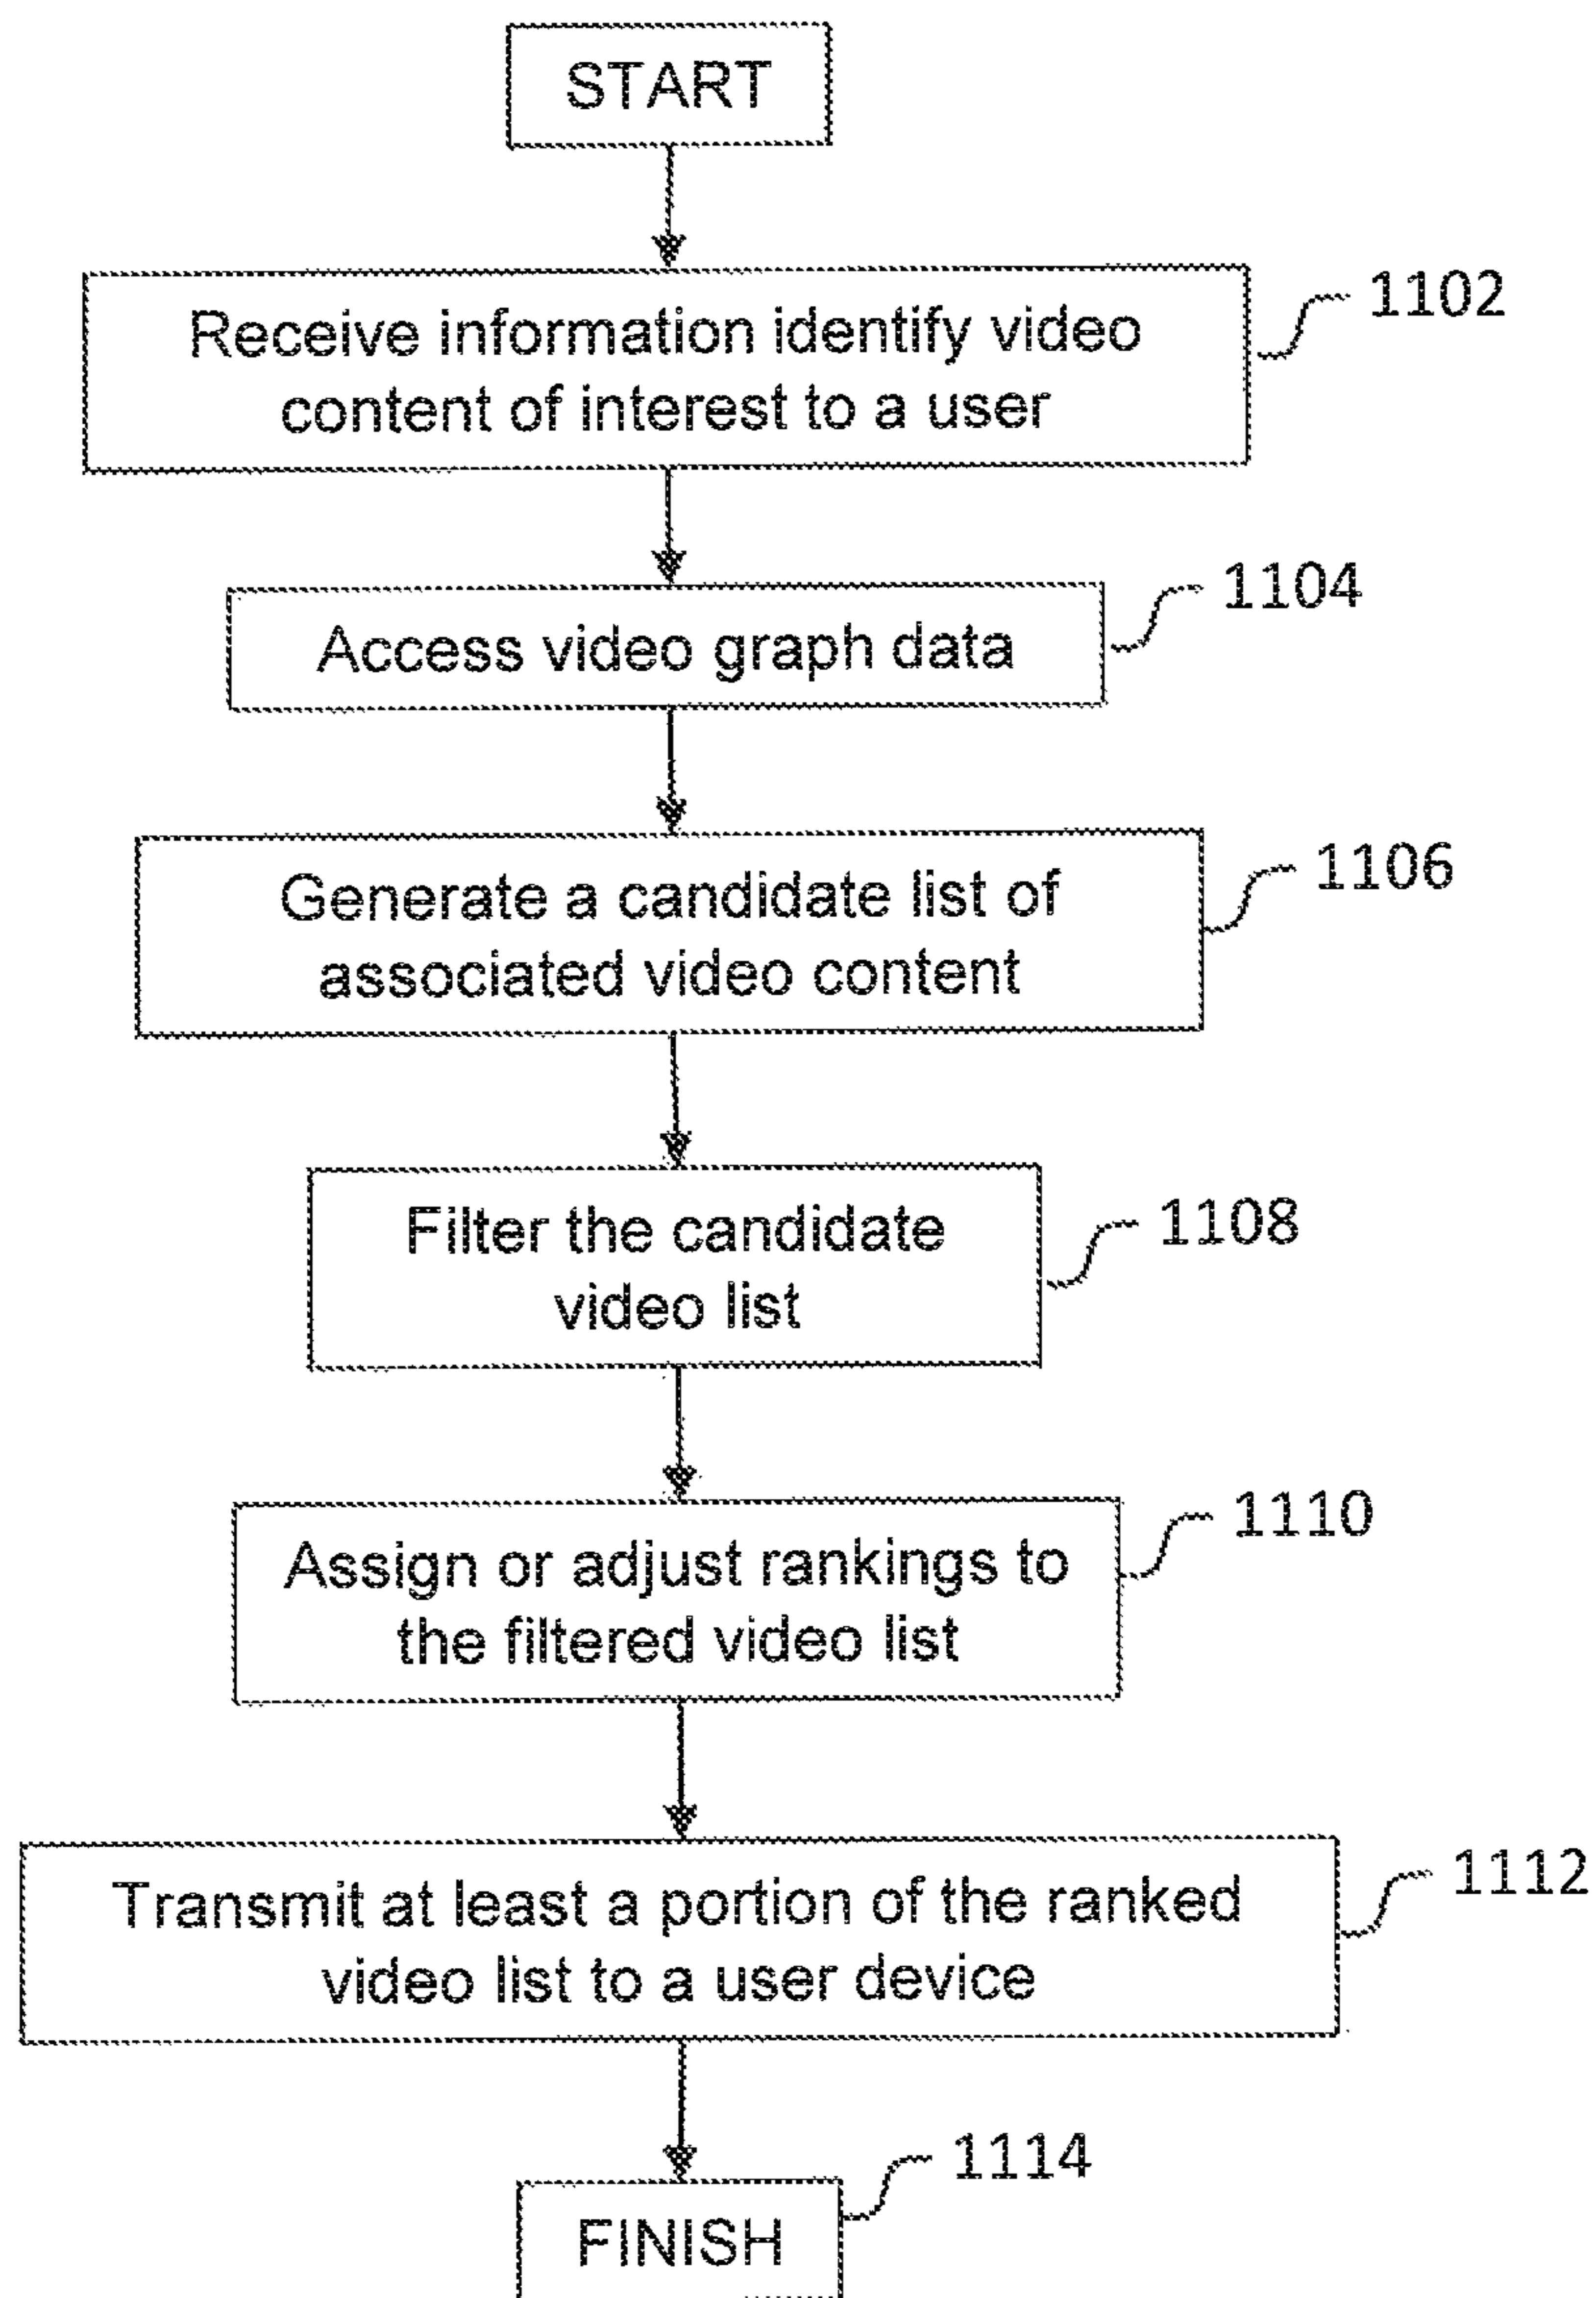 START
Receive information identify video
content of interest to a user
1102
Access video graph data
1104
Generate a candidate list of
associated video content
1106
Filter the candidate
video list
1108
Assign or adjust rankings to
the filtered video list
1110
Transmit at least a portion of the ranked
video list to a user device
1112
FINISH
1114